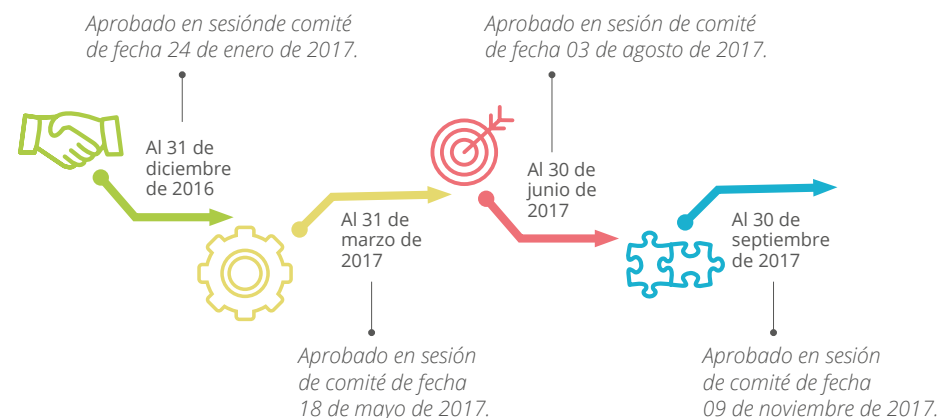 Aprobado en sesiónde comité
de fecha 24 de enero de 2017.
Al 31 de
diciembre
de 2016
Al 31 de
marzo de
2017
Aprobado en sesión
de comité de fecha
18 de mayo de 2017.
Aprobado en sesión de comité
de fecha 03 de agosto de 2017.
Al 30 de
junio de
2017
Al 30 de
septiembre
de 2017
Aprobado en sesión
de comité de fecha
09 de noviembre de 2017.